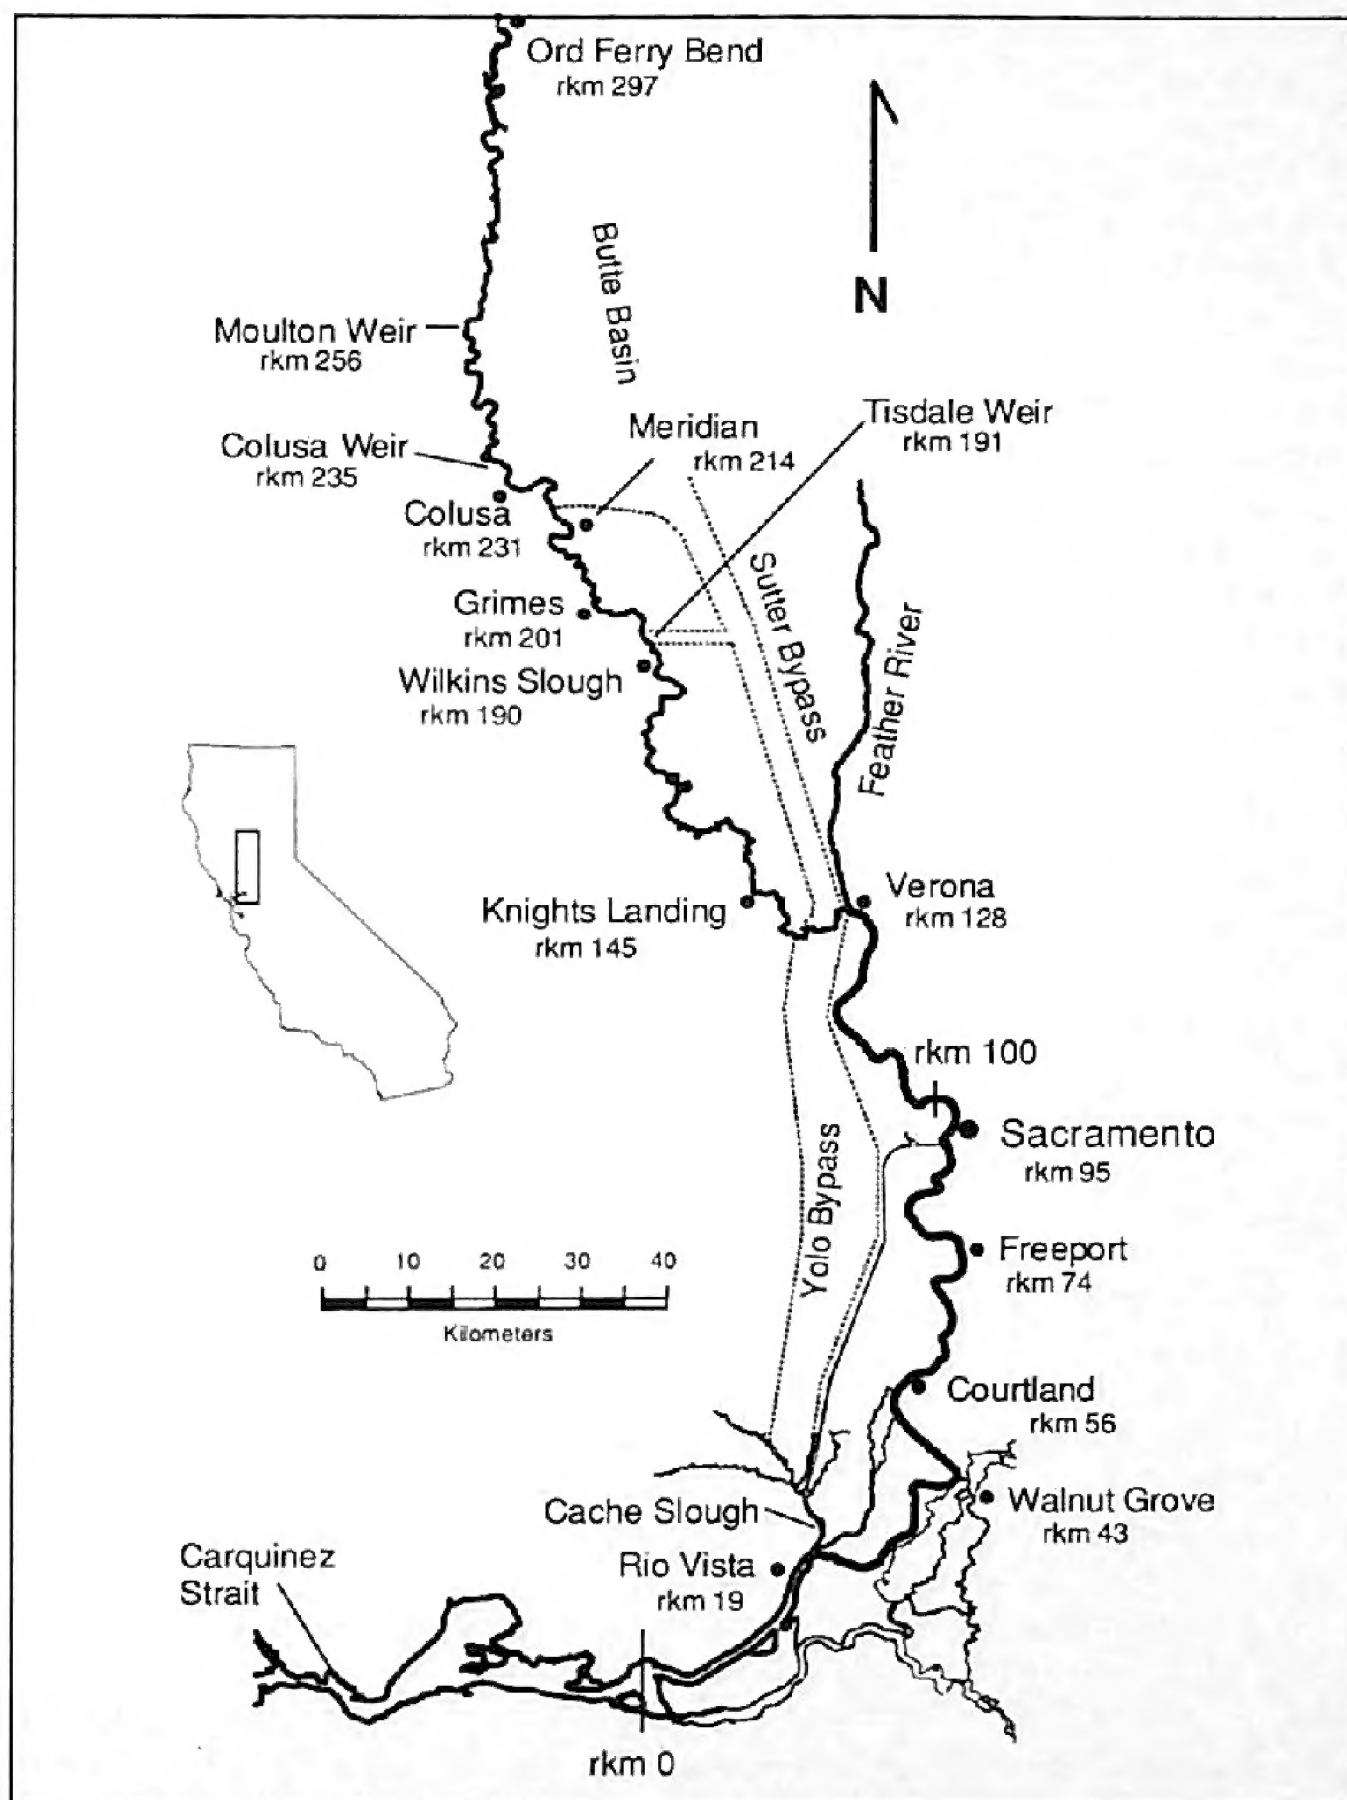 Ord Ferry Bend
rkm 297
N
Butte Basin
Moulton Weir
rkm 256
Tisdale Weir
rkm 191
Meridian
rkm 214
Colusa Weir
rkm 235
Colusa
rkm 231
Sutter Bypass
Feather River
Grimes
rkm 201
Wilkins Slough
rkm 190
Verona
rkm 128
Knights Landing
rkm 145
rkm 100
Sacramento
rkm 95
Yolo Bypass
Freeport
rkm 74
0 10 20 30 40
Kilometers
Courtland
rkm 56
Walnut Grove
rkm 43
Cache Slough
Rio Vista
rkm 19
Carquinez
Strait
rkm 0